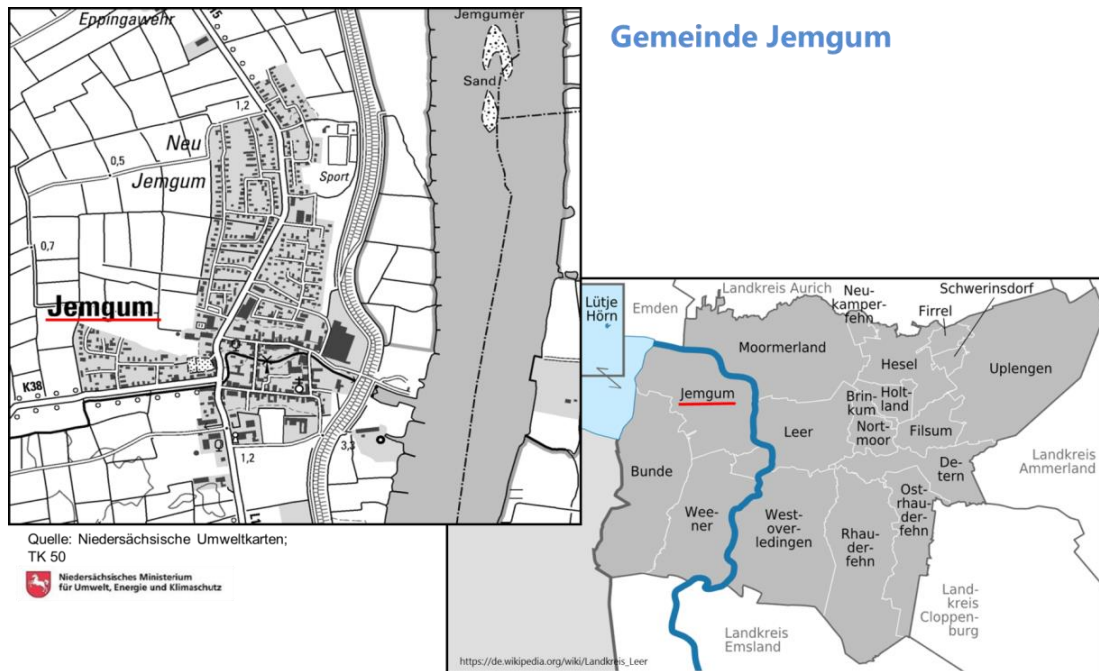 Gemeinde Jemgum
Eppingawehr
15
Jemgumer
Sand
1,2
Neu
Jemgum
0,5
Sport
0,7
Jemgum
K38
3,3
1,2
L1
Quelle: Niedersächsische Umweltkarten;
TK 50
Niedersächsisches Ministerium
für Umwelt, Energie und Klimaschutz
Lütje
Hörn
Emden
Landkreis Aurich
Neu-
kamper-
fehn
Schwerinsdorf
Firrel
Moormerland
Hesel
Uplengen
Jemgum
Brin-
kum
Holt-
land
Leer
Nort-
moor
Filsum
Landkreis
Ammerland
Bunde
De-
tern
Wee-
ner
West-
over-
ledingen
Rhau-
der-
fehn
Ost-
rhau-
der-
fehn
Land-
kreis
Cloppen-
burg
Landkreis
Emsland
https://de.wikipedia.org/wiki/Landkreis_Leer